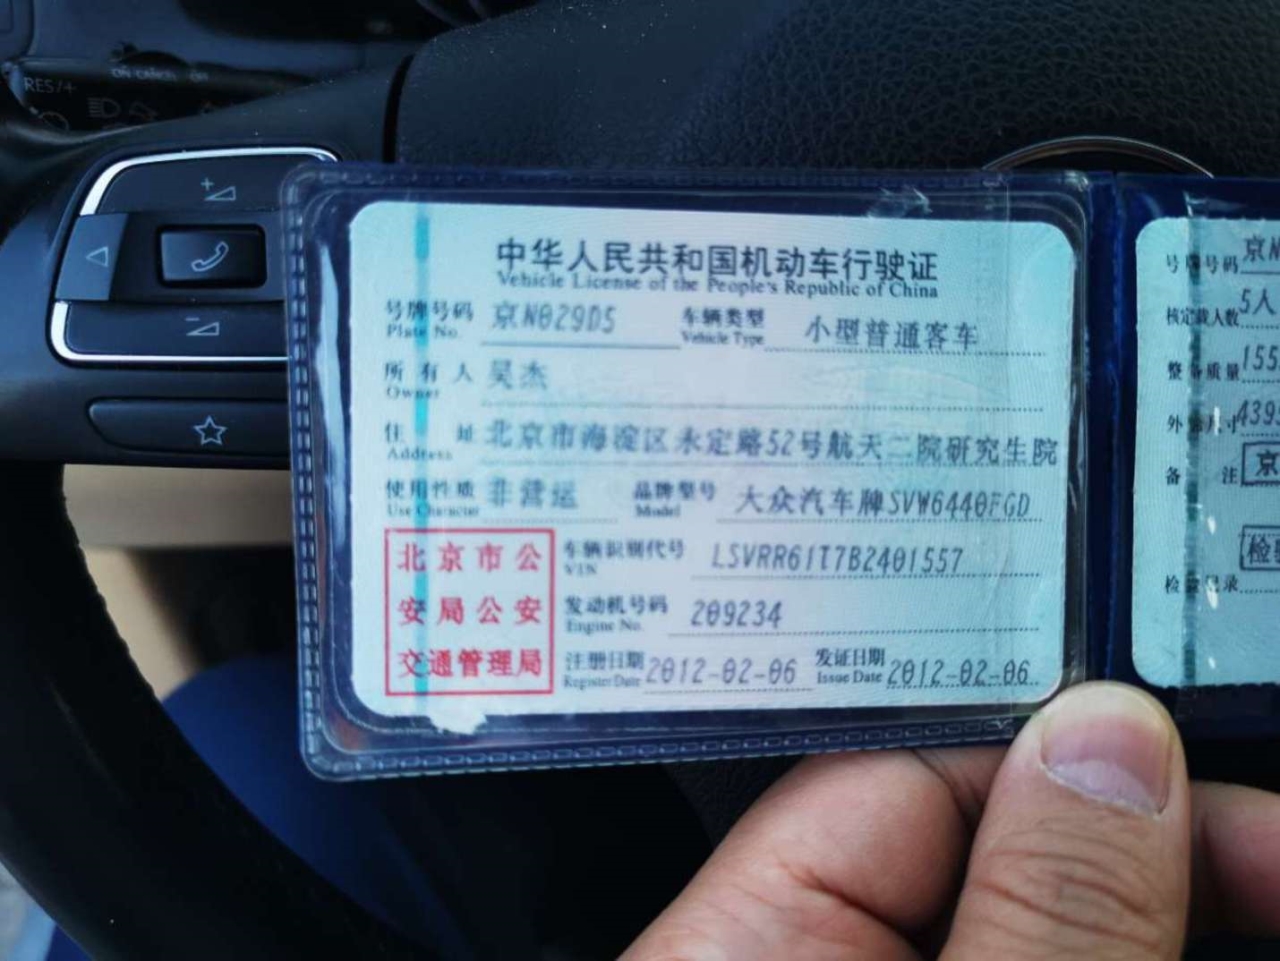 RES/+
ON CANCEL OFF
中华人民共和国机动车行驶证
Vehicle License of the People's Republic of China
号牌号码 京N029D5 车辆类型 小型普通客车
Plate No. Vehicle Type
所有人 吴杰
Owner
住址 北京市海淀区永定路52号航天二院研究生院
Address
使用性质 非营运 品牌型号 大众汽车牌SVW6440FGD
Use Character Model
北京市公
安局公安
交通管理局
车辆识别代号 LSVRR61T7B2401557
VIN
发动机号码 209234
Engine No.
注册日期 2012-02-06 发证日期 2012-02-06
Register Date Issue Date
号牌号码 京N
核定载人数 5人
整备质量 155
外廓尺寸 439
备注 京
检验记录